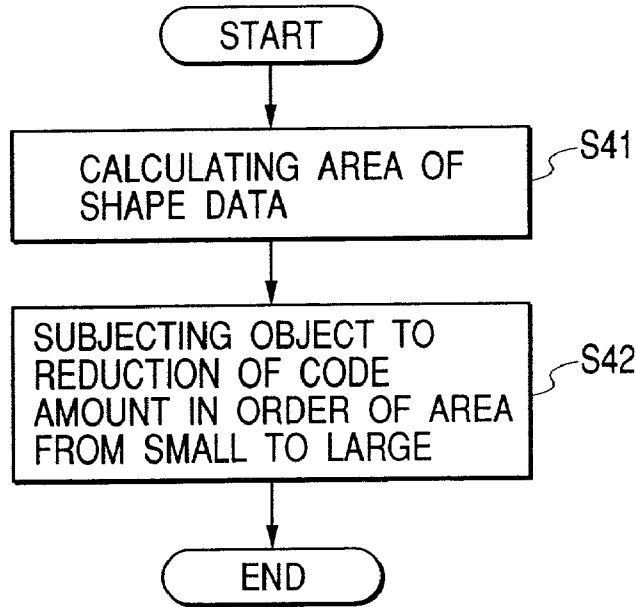 START
CALCULATING AREA OF
SHAPE DATA
S41
SUBJECTING OBJECT TO
REDUCTION OF CODE
AMOUNT IN ORDER OF AREA
FROM SMALL TO LARGE
S42
END